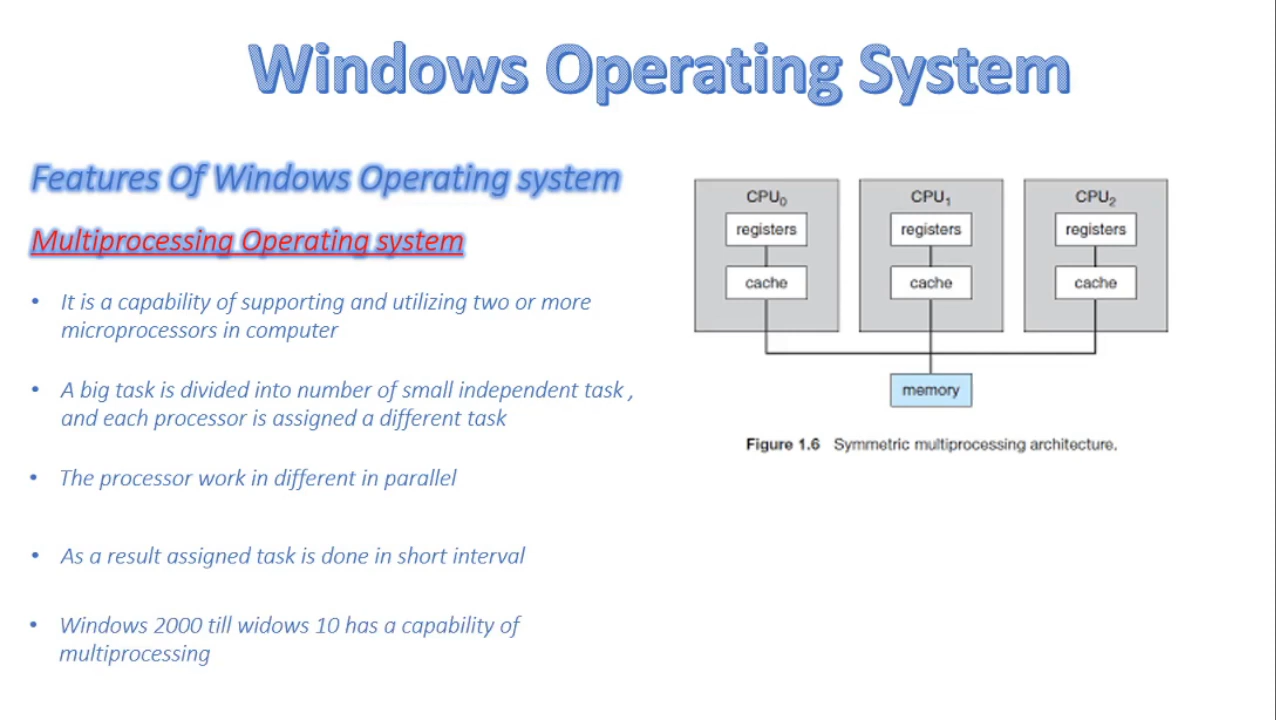 Windows Operating System
Features Of Windows Operating system
Multiprocessing Operating system
• It is a capability of supporting and utilizing two or more
microprocessors in computer
• A big task is divided into number of small independent task ,
and each processor is assigned a different task
• The processor work in different in parallel
• As a result assigned task is done in short interval
• Windows 2000 till widows 10 has a capability of
multiprocessing
CPU0
registers
cache
CPU1
registers
cache
CPU2
registers
cache
memory
Figure 1.6 Symmetric multiprocessing architecture.